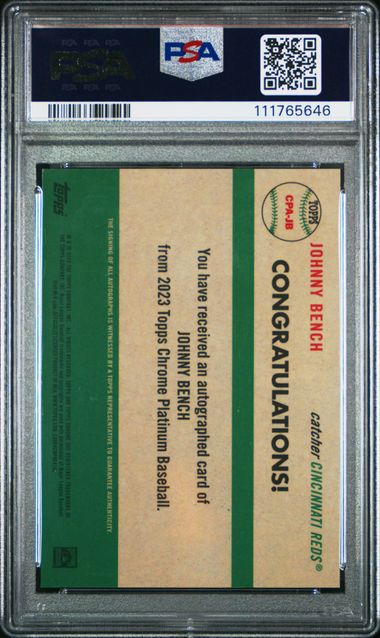 PSA
PSA
111765646
TOPPS
CPA-JB
JOHNNY BENCH
catcher CINCINNATI REDS®
CONGRATULATIONS!
You have received an autographed card of
JOHNNY BENCH
from 2023 Topps Chrome Platinum Baseball.
THE SIGNING OF ALL AUTOGRAPHS IS WITNESSED BY A TOPPS REPRESENTATIVE TO GUARANTEE AUTHENTICITY.
TOPPS